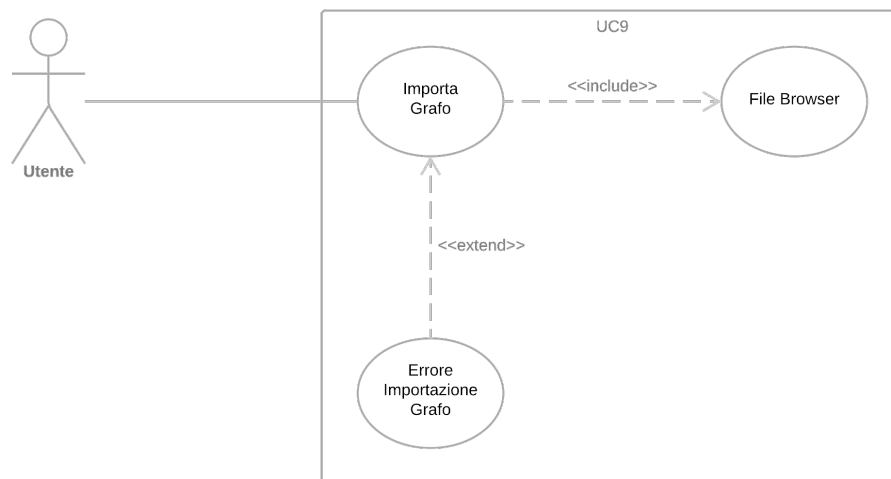 UC9
Importa
Grafo
<<include>>
File Browser
Utente
<<extend>>
Errore
Importazione
Grafo